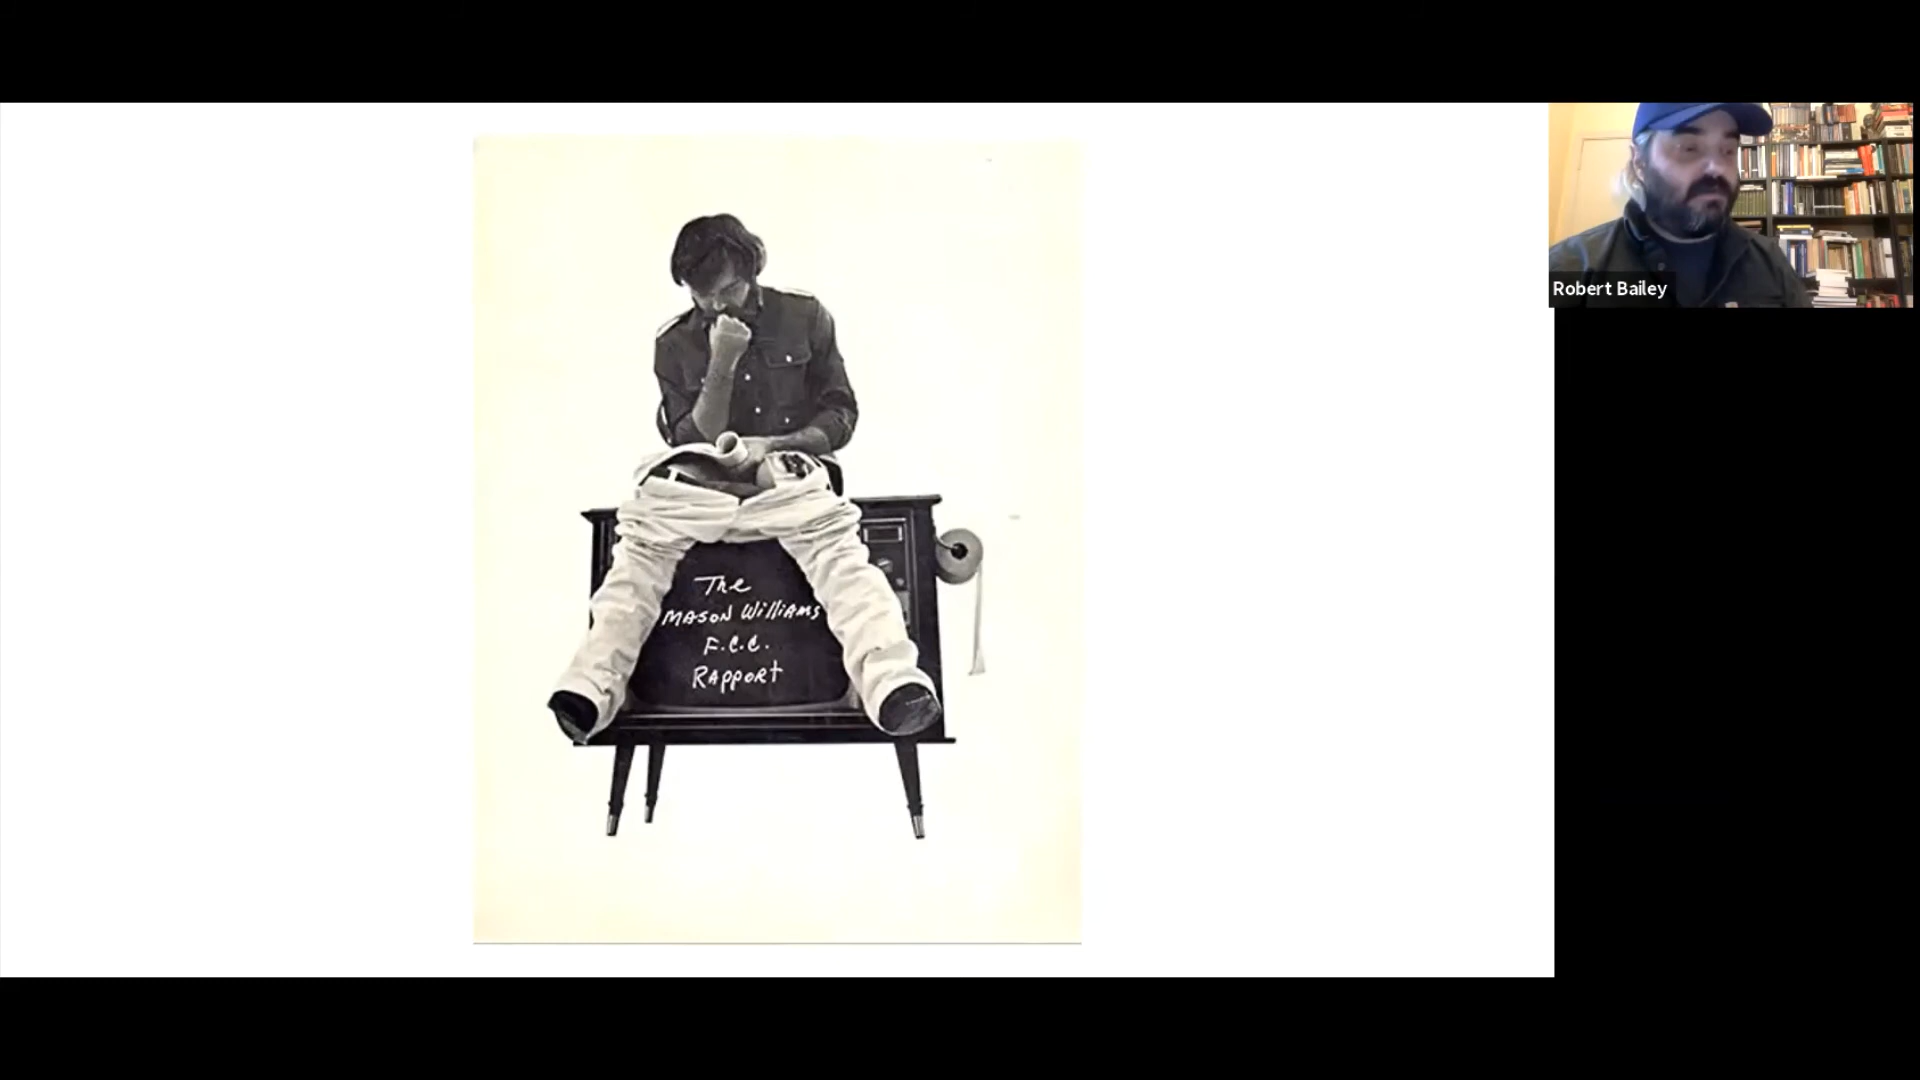 The
MASON WilliAMS
F.C.C.
RAPPORt
Robert Bailey